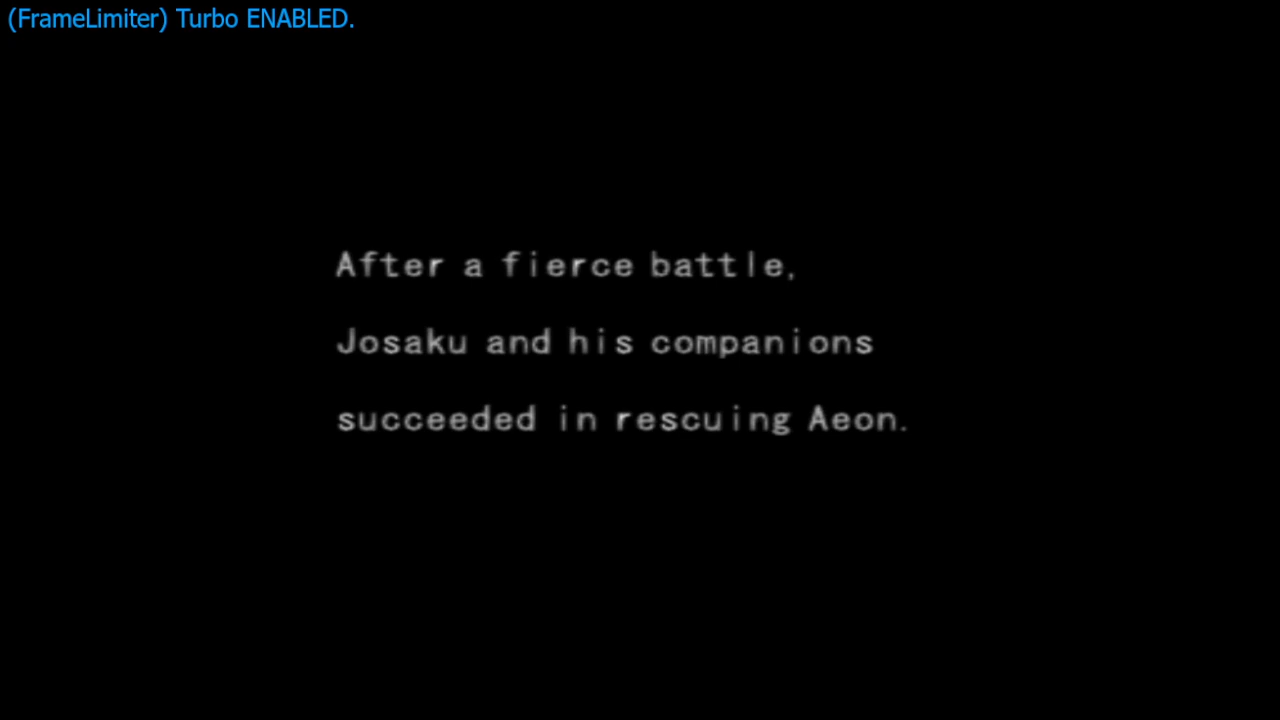 (FrameLimiter) Turbo ENABLED.
After a fierce battle,
Josaku and his companions
succeeded in rescuing Aeon.